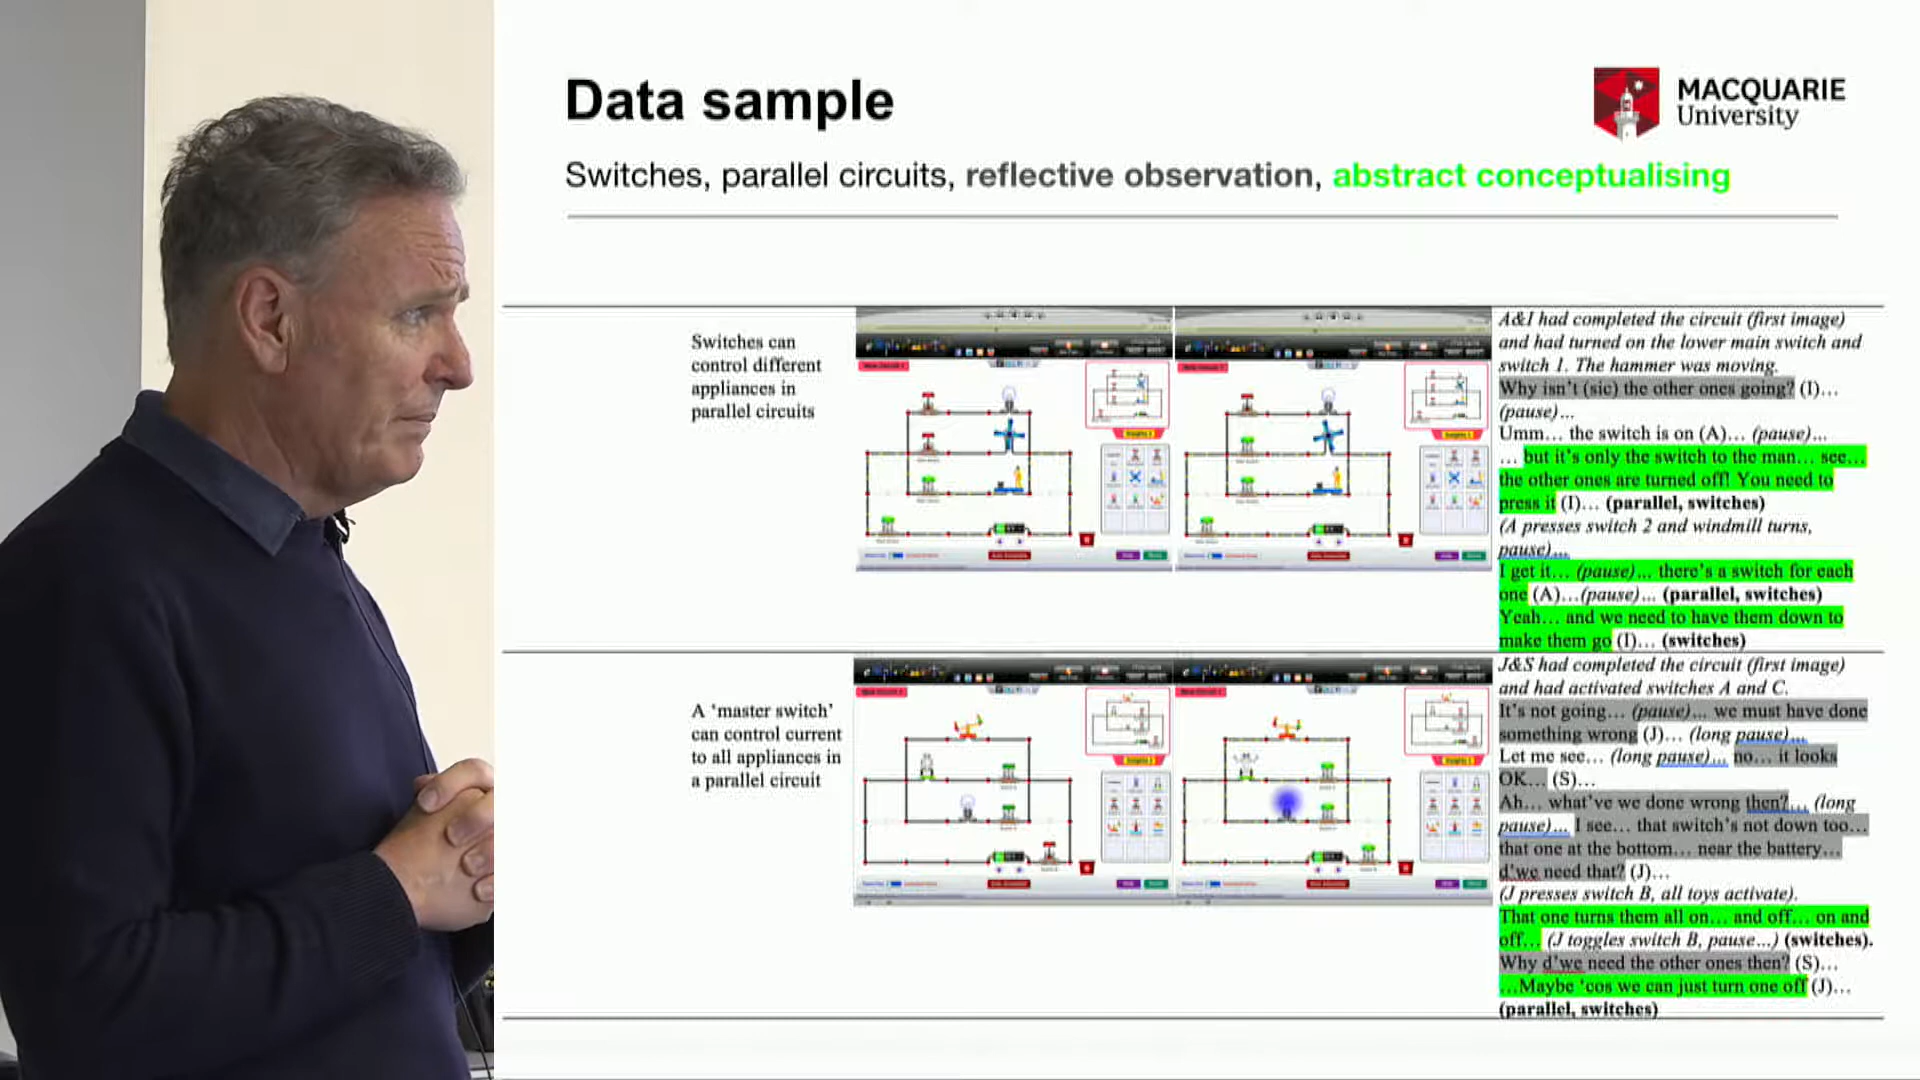 Data sample
MACQUARIE
University
Switches, parallel circuits, reflective observation, abstract conceptualising
Switches can
control different
appliances in
parallel circuits
A&I had completed the circuit (first image)
and had turned on the lower main switch and
switch 1. The hammer was moving.
Why isn't (sic) the other ones going? (I)…
(pause)…
Umm… the switch is on (A)… (pause)…
… but it's only the switch to the man… see…
the other ones are turned off! You need to
press it (I)… (parallel, switches)
(A presses switch 2 and windmill turns,
pause)…
I get it… (pause)… there's a switch for each
one (A)…(pause)… (parallel, switches)
Yeah… and we need to have them down to
make them go (I)… (switches)
A 'master switch'
can control current
to all appliances in
a parallel circuit
J&S had completed the circuit (first image)
and had activated switches A and C.
It's not going… (pause)… we must have done
something wrong (J)… (long pause)…
Let me see… (long pause)… no… it looks
OK… (S)…
Ah… what've we done wrong then?… (long
pause)… I see… that switch's not down too…
that one at the bottom… near the battery…
d'we need that? (J)…
(J presses switch B, all toys activate).
That one turns them all on… and off… on and
off… (J toggles switch B, pause…) (switches).
Why d'we need the other ones then? (S)…
…Maybe 'cos we can just turn one off (J)…
(parallel, switches)